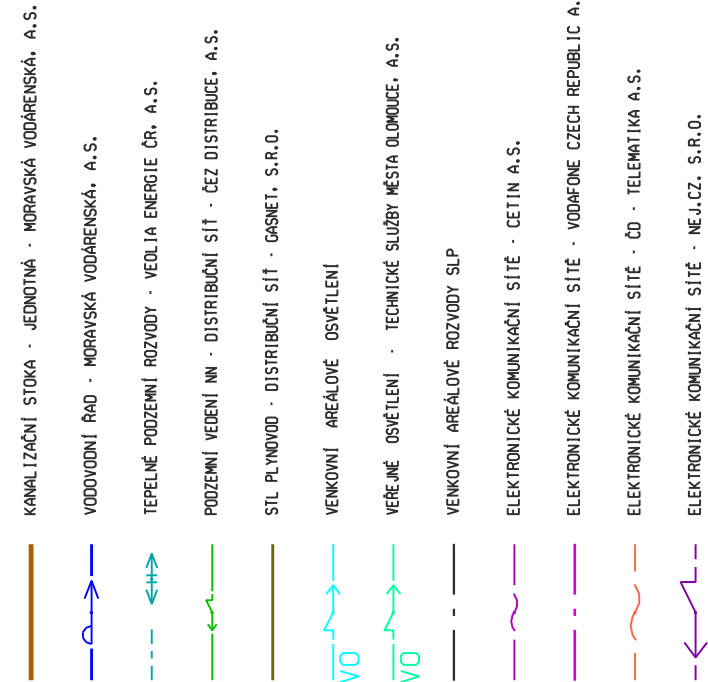 KANALIZAČNÍ STOKA - JEDNOTNÁ - MORAVSKÁ VODÁRENSKÁ, A.S.
VODOVODNÍ ŘAD - MORAVSKÁ VODÁRENSKÁ, A.S.
TEPELNÉ PODZEMNÍ ROZVODY - VEOLIA ENERGIE ČR, A.S.
PODZEMNÍ VEDENÍ NN - DISTRIBUČNÍ SÍŤ - ČEZ DISTRIBUCE, A.S.
STL PLYNOVOD - DISTRIBUČNÍ SÍŤ - GASNET, S.R.O.
VENKOVNÍ AREÁLOVÉ OSVĚTLENÍ
VO
VEŘEJNÉ OSVĚTLENÍ - TECHNICKÉ SLUŽBY MĚSTA OLOMOUCE, A.S.
VO
VENKOVNÍ AREÁLOVÉ ROZVODY SLP
ELEKTRONICKÉ KOMUNIKAČNÍ SÍTĚ - CETIN A.S.
ELEKTRONICKÉ KOMUNIKAČNÍ SÍTĚ - VODAFONE CZECH REPUBLIC A.
ELEKTRONICKÉ KOMUNIKAČNÍ SÍTĚ - ČD - TELEMATIKA A.S.
ELEKTRONICKÉ KOMUNIKAČNÍ SÍTĚ - NEJ.CZ. S.R.O.